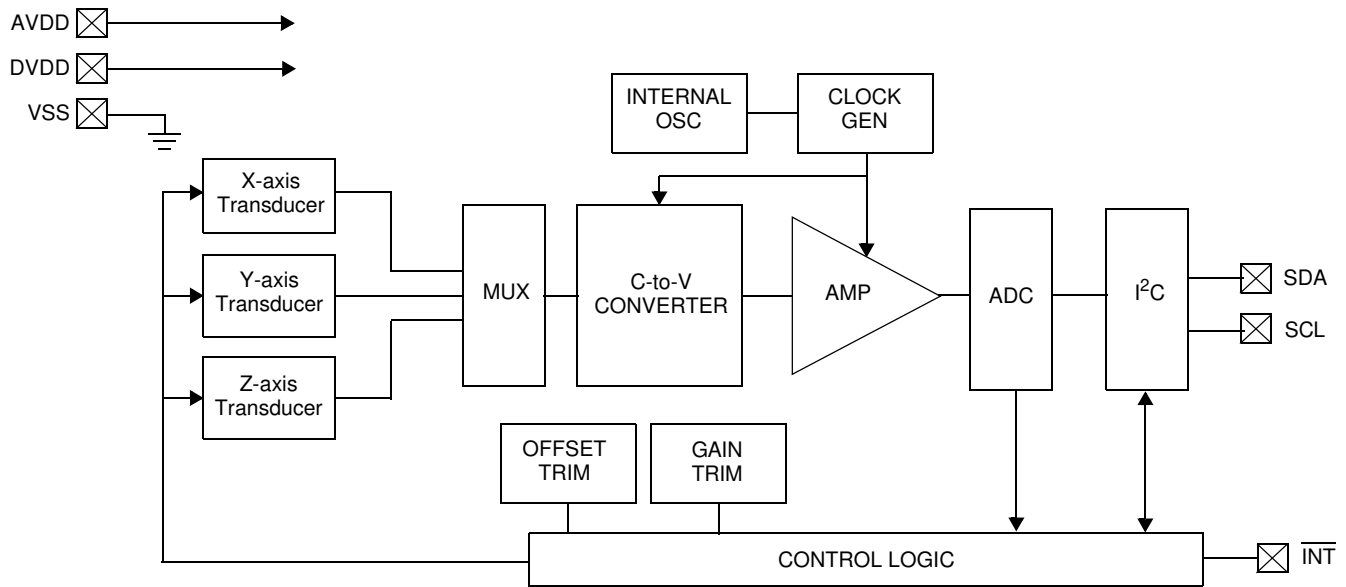 AVDD
DVDD
VSS
INTERNAL
OSC
CLOCK
GEN
X-axis
Transducer
Y-axis
Transducer
Z-axis
Transducer
MUX
C-to-V
CONVERTER
AMP
ADC
I²C
SDA
SCL
OFFSET
TRIM
GAIN
TRIM
CONTROL LOGIC
I̅N̅T̅